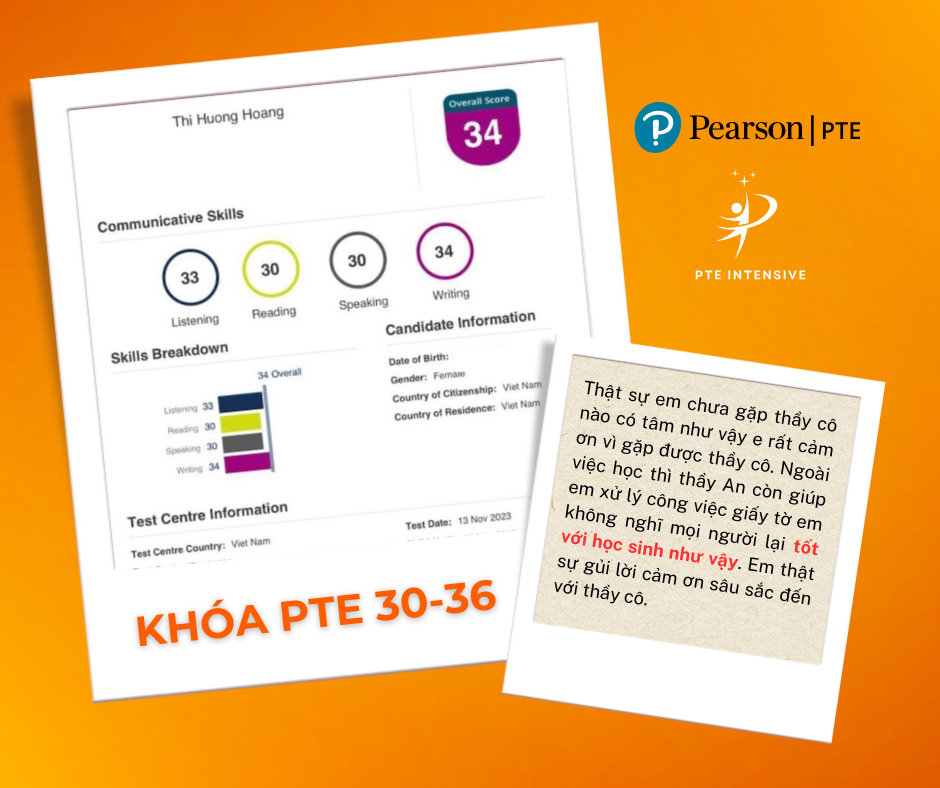 Thi Huong Hoang
Overall Score
34
Communicative Skills
33
30
30
34
Listening
Reading
Speaking
Writing
Skills Breakdown
34 Overall
Listening 33
Reading 30
Speaking 30
Writing 34
Candidate Information
Date of Birth:
Gender: Female
Country of Citizenship: Viet Nam
Country of Residence: Viet Nam
Test Centre Information
Test Centre Country: Viet Nam
Test Date: 13 Nov 2023
KHÓA PTE 30-36
Pearson | PTE
PTE INTENSIVE
Thật sự em chưa gặp thầy cô
nào có tâm như vậy e rất cảm
ơn vì gặp được thầy cô. Ngoài
việc học thì thầy An còn giúp
em xử lý công việc giấy tờ em
không nghĩ mọi người lại tốt
với học sinh như vậy. Em thật
sự gủi lời cảm ơn sâu sắc đến
với thầy cô.